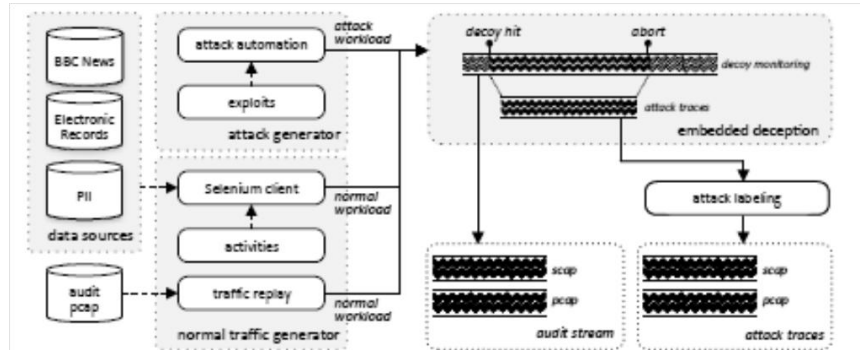 BBC News
Electronic
Records
PII
data sources
audit
pcap
attack automation
exploits
attack generator
Selenium client
activities
traffic replay
normal traffic generator
attack
workload
normal
workload
normal
workload
decoy hit
abort
decoy monitoring
attack traces
embedded deception
attack labeling
scap
pcap
audit stream
scap
pcap
attack traces